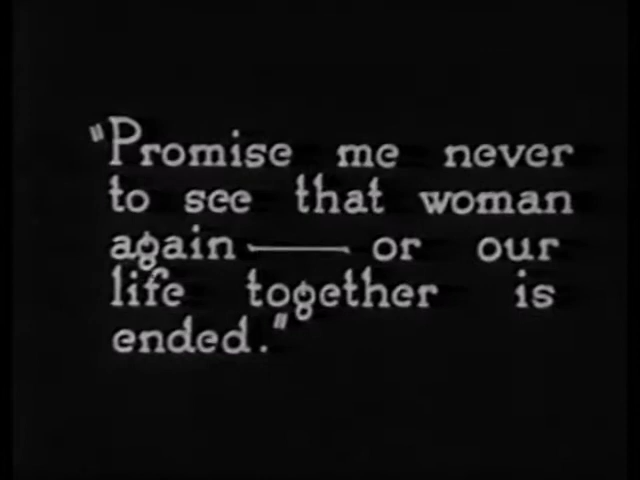 "Promise me never
to see that woman
again——or our
life together is
ended."